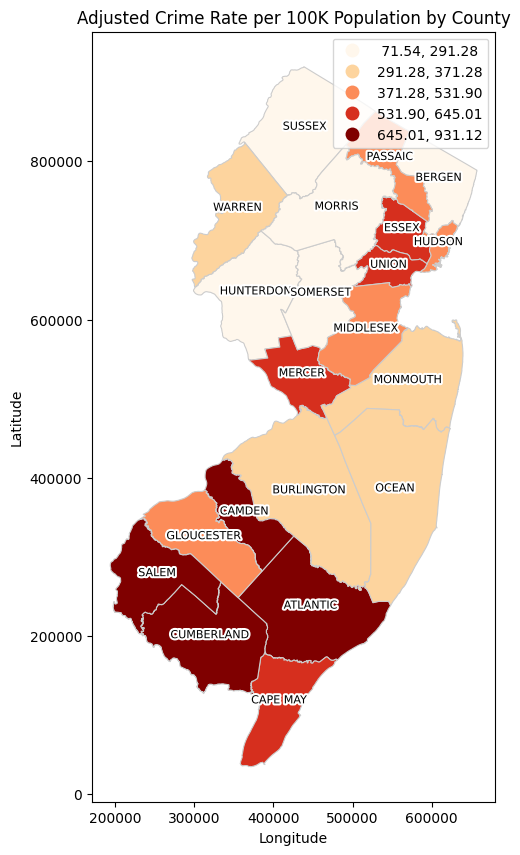 Adjusted Crime Rate per 100K Population by County
71.54, 291.28
291.28, 371.28
371.28, 531.90
531.90, 645.01
645.01, 931.12
SUSSEX
PASSAIC
BERGEN
WARREN
MORRIS
ESSEX
HUDSON
UNION
HUNTERDON
SOMERSET
MIDDLESEX
MERCER
MONMOUTH
BURLINGTON
OCEAN
CAMDEN
GLOUCESTER
SALEM
ATLANTIC
CUMBERLAND
CAPE MAY
800000
600000
400000
200000
0
Latitude
200000 300000 400000 500000 600000
Longitude